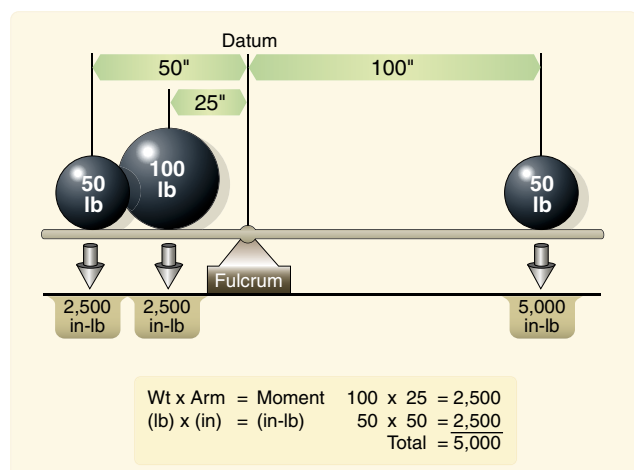 Datum
50"
100"
25"
50
lb
100
lb
50
lb
Fulcrum
2,500
in-lb
2,500
in-lb
5,000
in-lb
Wt x Arm = Moment 100 x 25 = 2,500
(lb) x (in) = (in-lb) 50 x 50 = 2,500
Total = 5,000